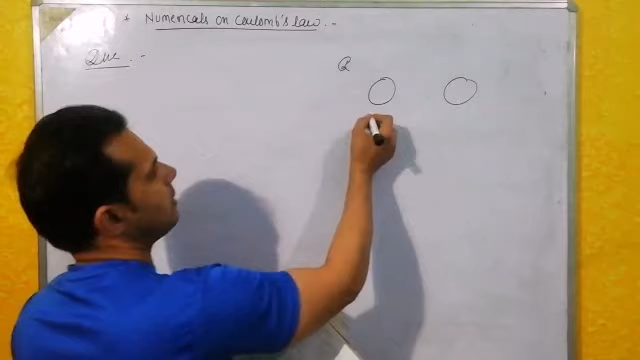 * Numericals on Coulomb's law .-
Que .-
Q